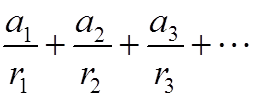 a₁/r₁ + a₂/r₂ + a₃/r₃ + ⋯